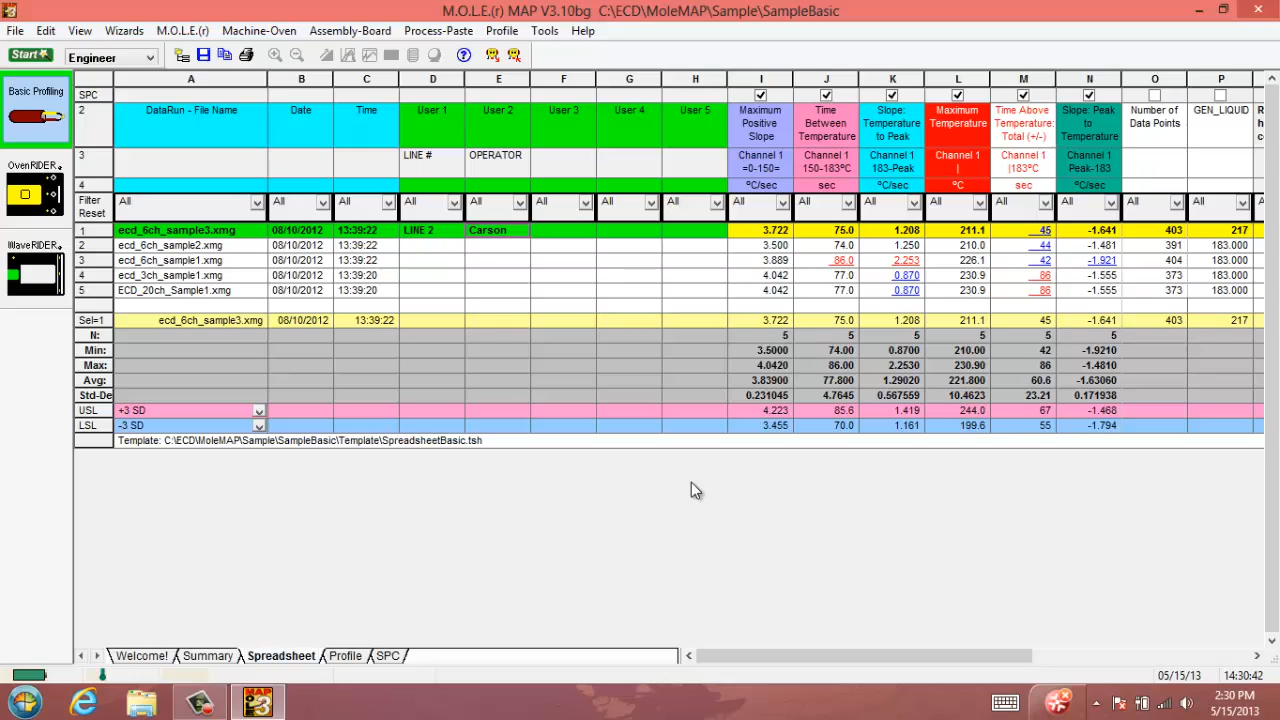 M.O.L.E.(r) MAP V3.10bg C:\ECD\MoleMAP\Sample\SampleBasic
File Edit View Wizards M.O.L.E.(r) Machine-Oven Assembly-Board Process-Paste Profile Tools Help
Start Engineer
A B C D E F G H I J K L M N O P
SPC
2 DataRun - File Name Date Time User 1 User 2 User 3 User 4 User 5 Maximum Positive Slope Time Between Temperature Slope: Temperature to Peak Maximum Temperature Time Above Temperature: Total (+/-) Slope: Peak to Temperature Number of Data Points GEN_LIQUID
3 LINE # OPERATOR Channel 1 =0-150= Channel 1 150-183ºC Channel 1 183-Peak Channel 1 | Channel 1 |183ºC Channel 1 Peak-183
4 ºC/sec sec ºC/sec ºC sec ºC/sec
Filter Reset All All All All All All All All All All All All All All All All
1 ecd_6ch_sample3.xmg 08/10/2012 13:39:22 LINE 2 Carson 3.722 75.0 1.208 211.1 45 -1.641 403 217
2 ecd_6ch_sample2.xmg 08/10/2012 13:39:22 3.500 74.0 1.250 210.0 44 -1.481 391 183.000
3 ecd_6ch_sample1.xmg 08/10/2012 13:39:22 3.889 86.0 2.253 226.1 42 -1.921 404 183.000
4 ecd_3ch_sample1.xmg 08/10/2012 13:39:20 4.042 77.0 0.870 230.9 86 -1.555 373 183.000
5 ECD_20ch_Sample1.xmg 08/10/2012 13:39:20 4.042 77.0 0.870 230.9 86 -1.555 373 183.000
Sel=1 ecd_6ch_sample3.xmg 08/10/2012 13:39:22 3.722 75.0 1.208 211.1 45 -1.641 403 217
N: 5 5 5 5 5 5
Min: 3.5000 74.00 0.8700 210.00 42 -1.9210
Max: 4.0420 86.00 2.2530 230.90 86 -1.4810
Avg: 3.83900 77.800 1.29020 221.800 60.6 -1.63060
Std-De 0.231045 4.7645 0.567559 10.4623 23.21 0.171938
USL +3 SD 4.223 85.6 1.419 244.0 67 -1.468
LSL -3 SD 3.455 70.0 1.161 199.6 55 -1.794
Template: C:\ECD\MoleMAP\Sample\SampleBasic\Template\SpreadsheetBasic.tsh
Basic Profiling
OvenRIDER
WaveRIDER
Welcome! Summary Spreadsheet Profile SPC
05/15/13 14:30:42
MAP 3
2:30 PM
5/15/2013